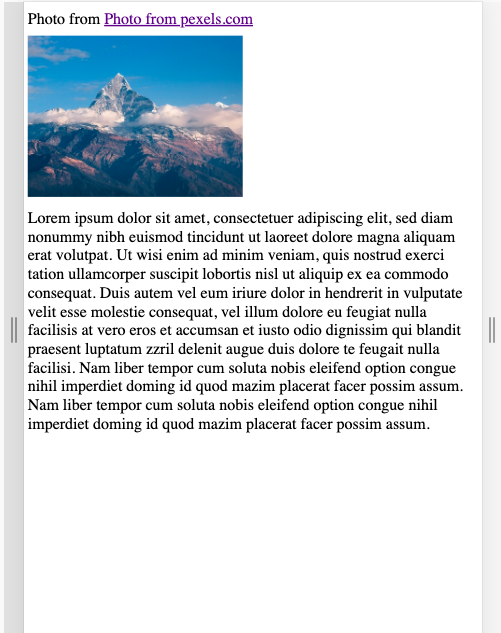 Photo from Photo from pexels.com
Lorem ipsum dolor sit amet, consectetuer adipiscing elit, sed diam
nonummy nibh euismod tincidunt ut laoreet dolore magna aliquam
erat volutpat. Ut wisi enim ad minim veniam, quis nostrud exerci
tation ullamcorper suscipit lobortis nisl ut aliquip ex ea commodo
consequat. Duis autem vel eum iriure dolor in hendrerit in vulputate
velit esse molestie consequat, vel illum dolore eu feugiat nulla
facilisis at vero eros et accumsan et iusto odio dignissim qui blandit
praesent luptatum zzril delenit augue duis dolore te feugait nulla
facilisi. Nam liber tempor cum soluta nobis eleifend option congue
nihil imperdiet doming id quod mazim placerat facer possim assum.
Nam liber tempor cum soluta nobis eleifend option congue nihil
imperdiet doming id quod mazim placerat facer possim assum.